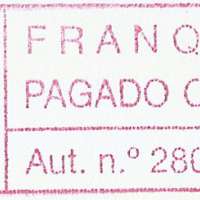 FRANQ
PAGADO C
Aut. n.º 280